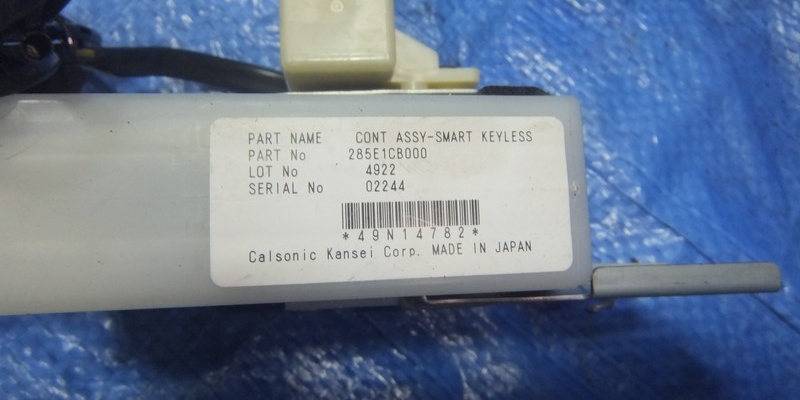 PART NAME CONT ASSY-SMART KEYLESS
PART No 285E1CB000
LOT No 4922
SERIAL No 02244
*49N14782*
Calsonic Kansei Corp. MADE IN JAPAN